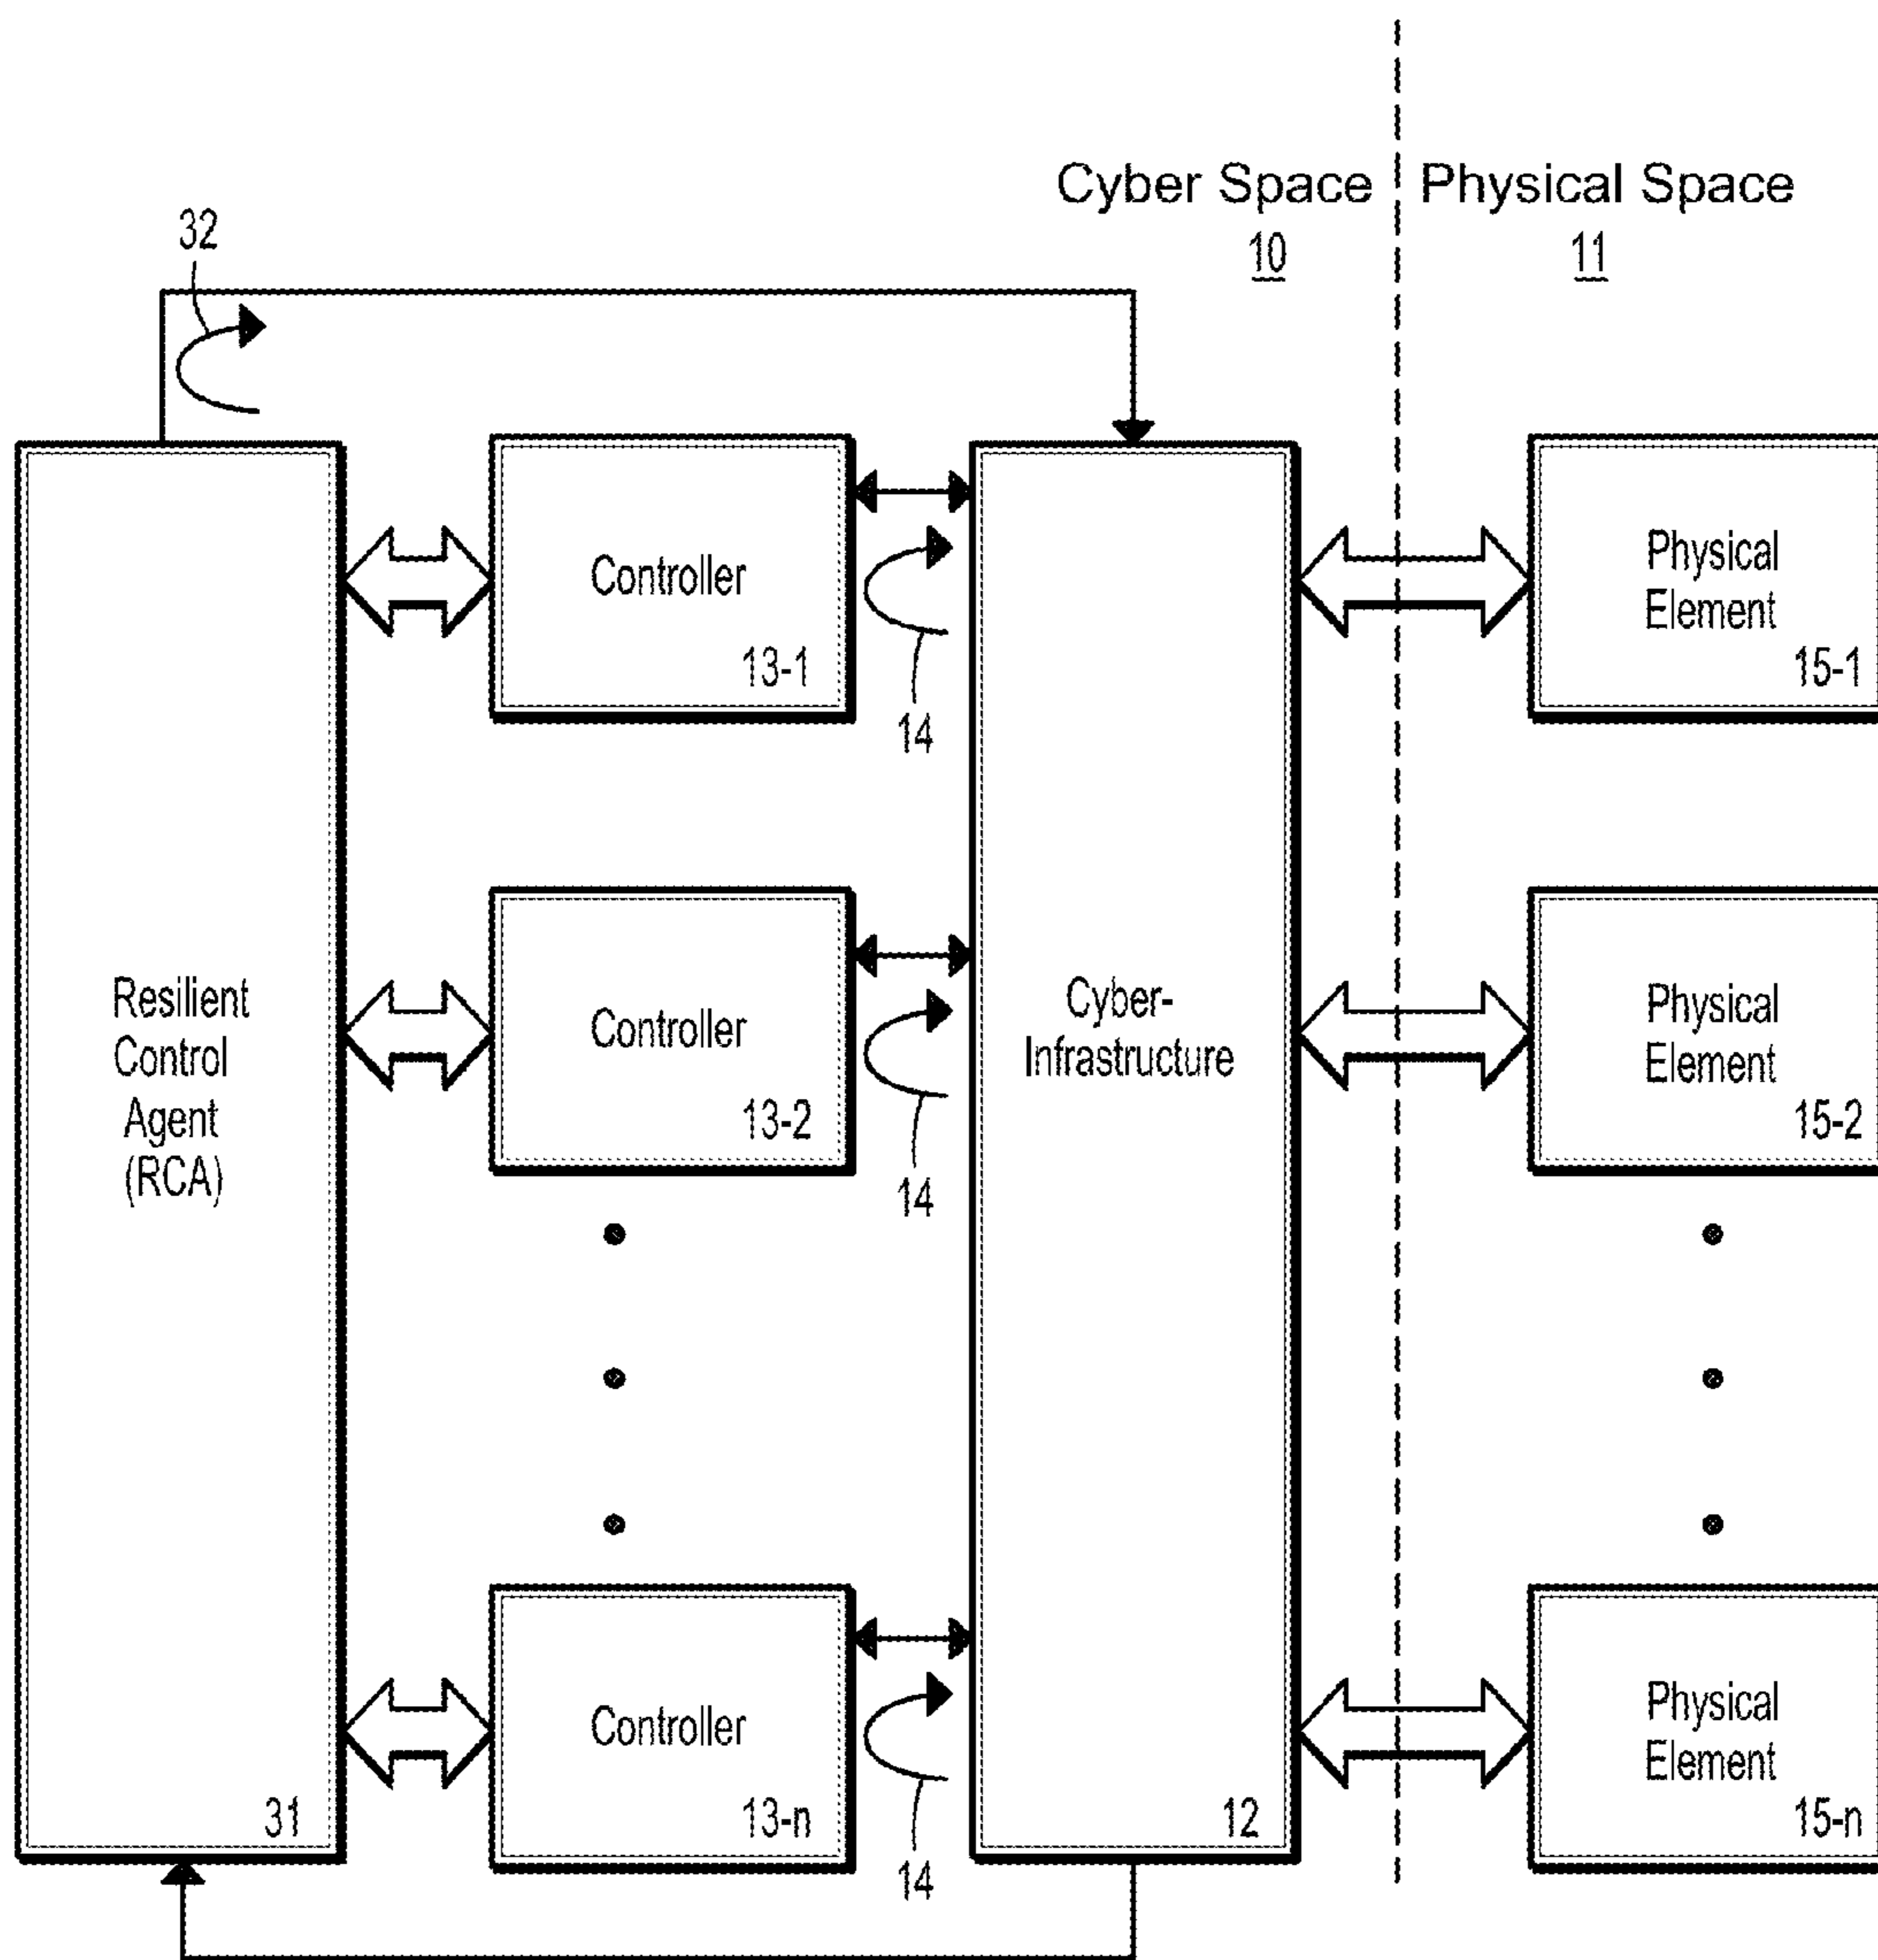 Cyber Space
10
Physical Space
11
32
Resilient
Control
Agent
(RCA)
31
Controller
13-1
14
Controller
13-2
14
Controller
13-n
14
Cyber-
Infrastructure
12
Physical
Element
15-1
Physical
Element
15-2
Physical
Element
15-n